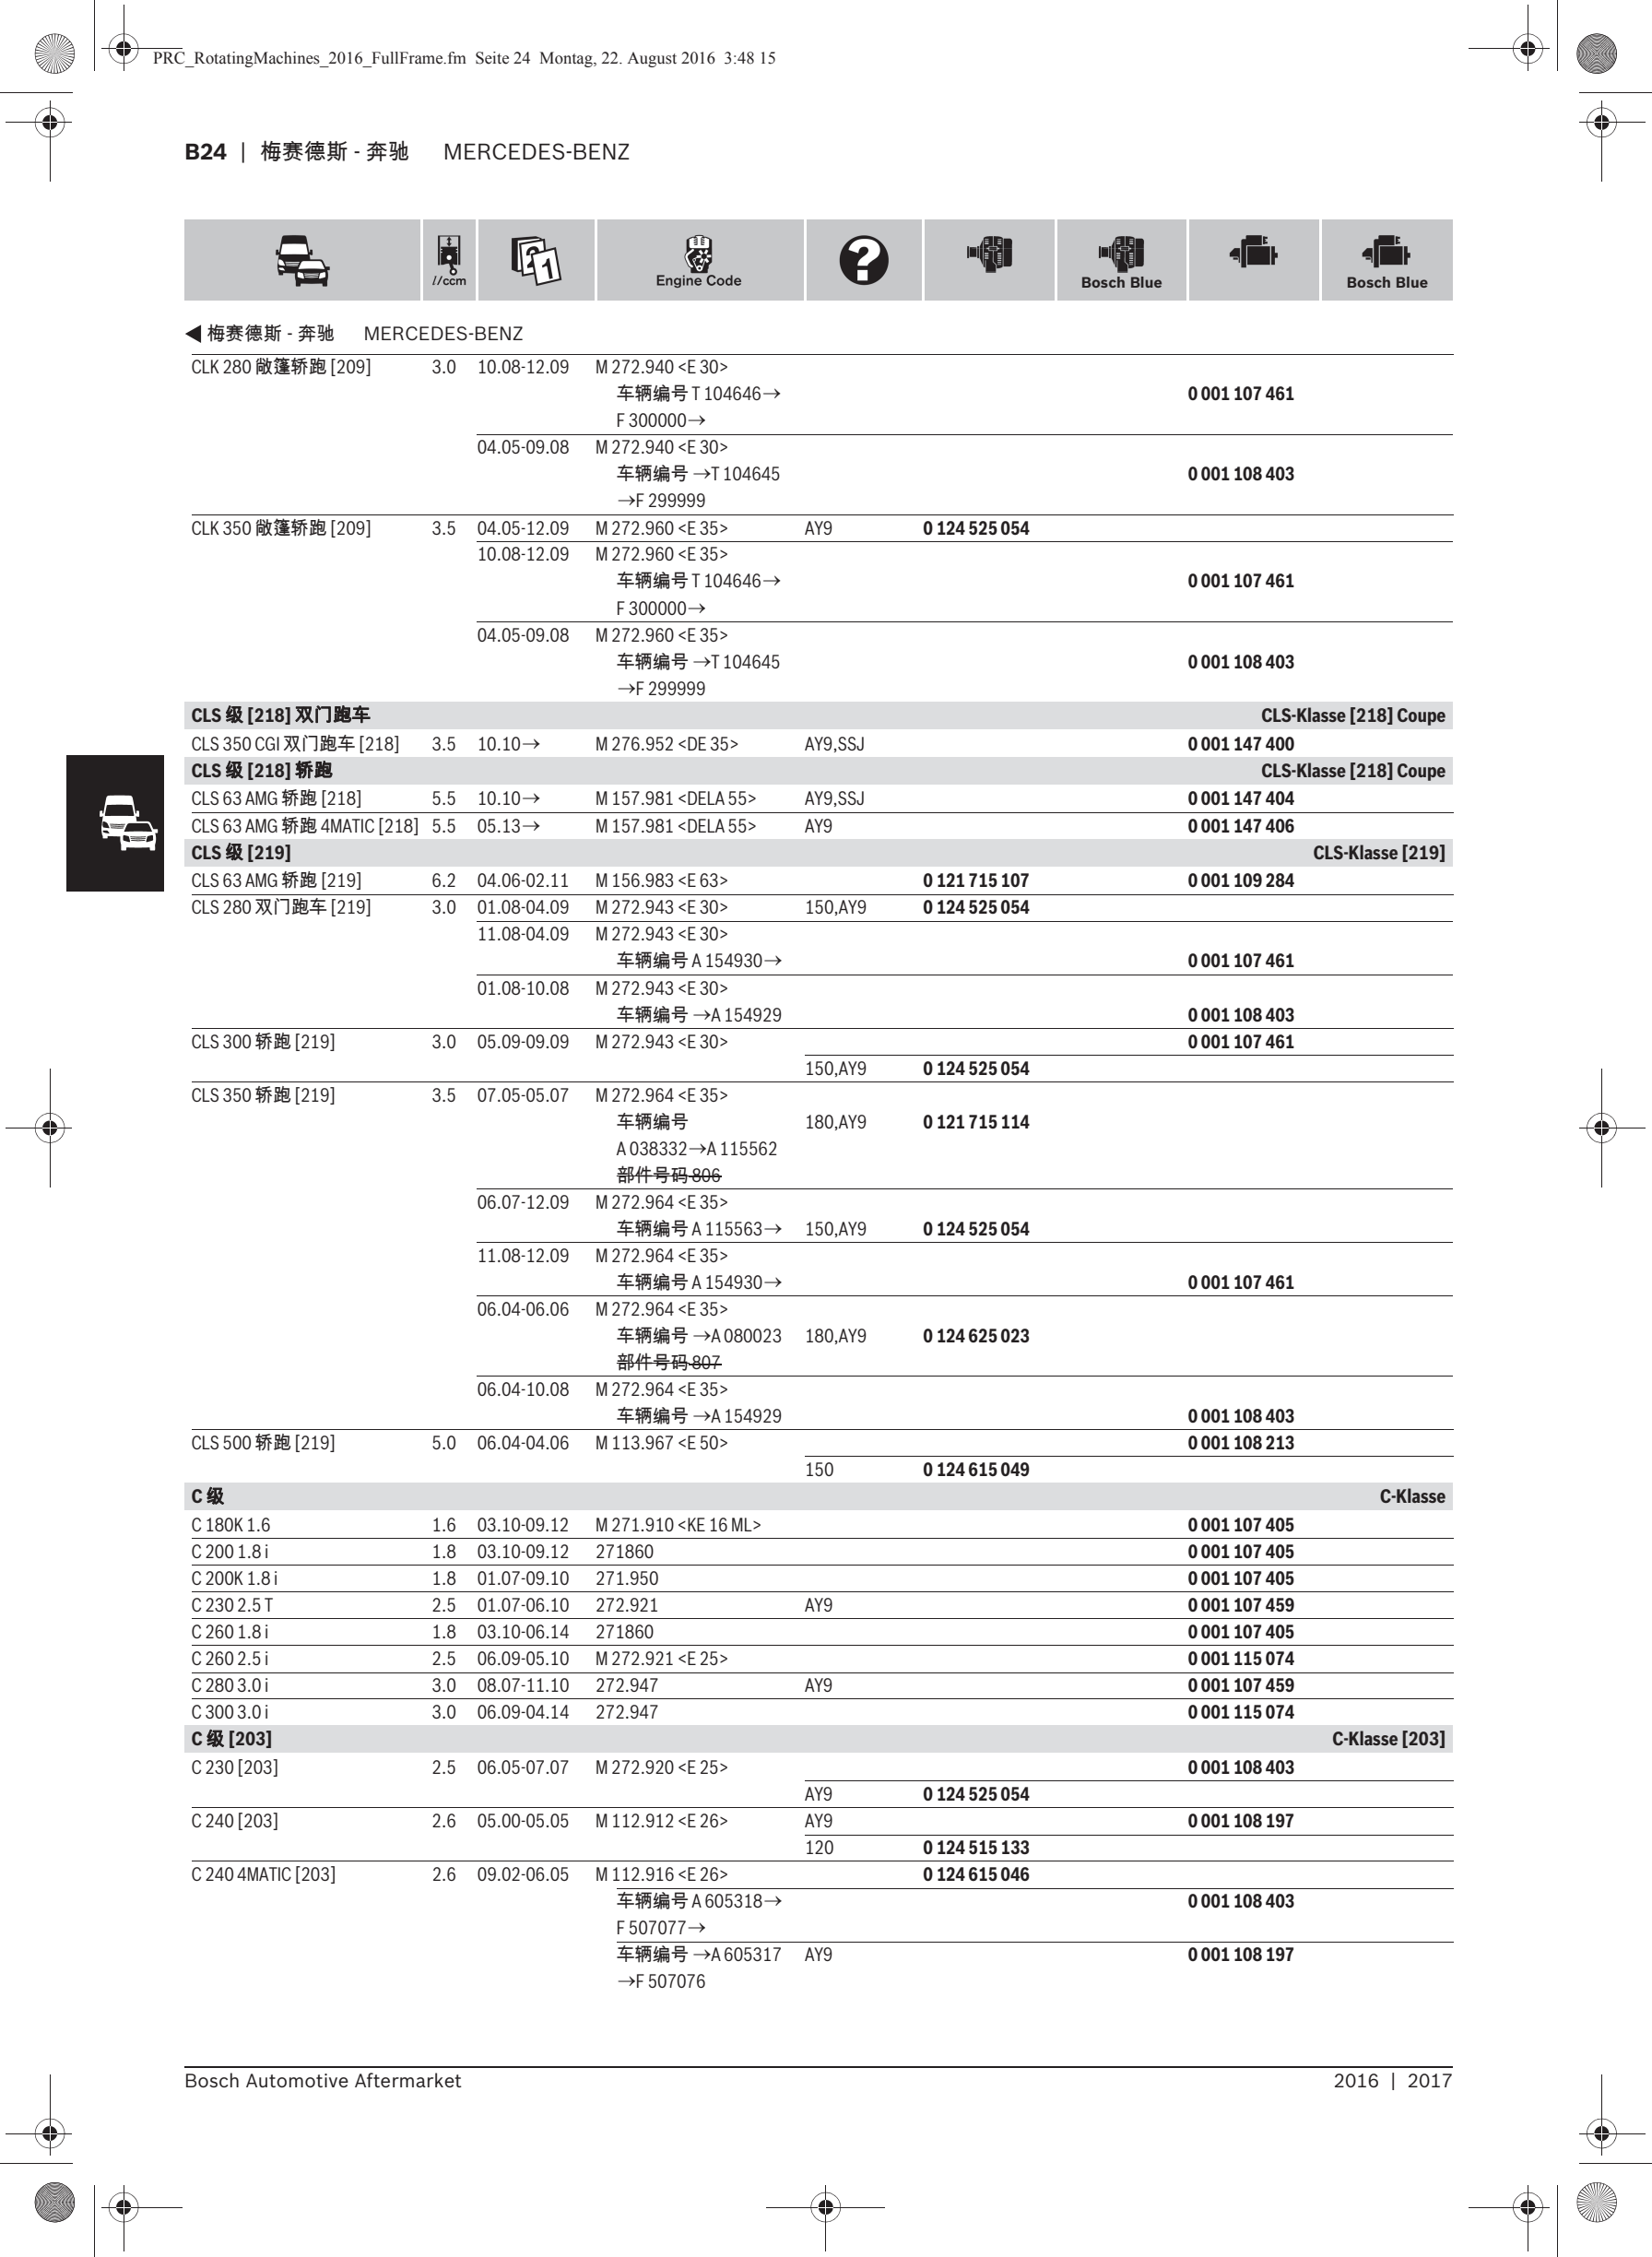 PRC_RotatingMachines_2016_FullFrame.fm Seite 24 Montag, 22. August 2016 3:48 15
B24 | 梅赛德斯 - 奔驰 MERCEDES-BENZ
l/ccm Engine Code Bosch Blue Bosch Blue
梅赛德斯 - 奔驰 MERCEDES-BENZ
CLK 280 敞篷轿跑 [209] 3.0 10.08-12.09 M 272.940 <E 30>
车辆编号 T 104646→ 0 001 107 461
F 300000→
04.05-09.08 M 272.940 <E 30>
车辆编号 →T 104645 0 001 108 403
→F 299999
CLK 350 敞篷轿跑 [209] 3.5 04.05-12.09 M 272.960 <E 35> AY9 0 124 525 054
10.08-12.09 M 272.960 <E 35>
车辆编号 T 104646→ 0 001 107 461
F 300000→
04.05-09.08 M 272.960 <E 35>
车辆编号 →T 104645 0 001 108 403
→F 299999
CLS 级 [218] 双门跑车 CLS-Klasse [218] Coupe
CLS 350 CGI 双门跑车 [218] 3.5 10.10→ M 276.952 <DE 35> AY9,SSJ 0 001 147 400
CLS 级 [218] 轿跑 CLS-Klasse [218] Coupe
CLS 63 AMG 轿跑 [218] 5.5 10.10→ M 157.981 <DELA 55> AY9,SSJ 0 001 147 404
CLS 63 AMG 轿跑 4MATIC [218] 5.5 05.13→ M 157.981 <DELA 55> AY9 0 001 147 406
CLS 级 [219] CLS-Klasse [219]
CLS 63 AMG 轿跑 [219] 6.2 04.06-02.11 M 156.983 <E 63> 0 121 715 107 0 001 109 284
CLS 280 双门跑车 [219] 3.0 01.08-04.09 M 272.943 <E 30> 150,AY9 0 124 525 054
11.08-04.09 M 272.943 <E 30>
车辆编号 A 154930→ 0 001 107 461
01.08-10.08 M 272.943 <E 30>
车辆编号 →A 154929 0 001 108 403
CLS 300 轿跑 [219] 3.0 05.09-09.09 M 272.943 <E 30> 0 001 107 461
150,AY9 0 124 525 054
CLS 350 轿跑 [219] 3.5 07.05-05.07 M 272.964 <E 35>
车辆编号 180,AY9 0 121 715 114
A 038332→A 115562
部件号码 806
06.07-12.09 M 272.964 <E 35>
车辆编号 A 115563→ 150,AY9 0 124 525 054
11.08-12.09 M 272.964 <E 35>
车辆编号 A 154930→ 0 001 107 461
06.04-06.06 M 272.964 <E 35>
车辆编号 →A 080023 180,AY9 0 124 625 023
部件号码 807
06.04-10.08 M 272.964 <E 35>
车辆编号 →A 154929 0 001 108 403
CLS 500 轿跑 [219] 5.0 06.04-04.06 M 113.967 <E 50> 0 001 108 213
150 0 124 615 049
C 级 C-Klasse
C 180K 1.6 1.6 03.10-09.12 M 271.910 <KE 16 ML> 0 001 107 405
C 200 1.8 i 1.8 03.10-09.12 271860 0 001 107 405
C 200K 1.8 i 1.8 01.07-09.10 271.950 0 001 107 405
C 230 2.5 T 2.5 01.07-06.10 272.921 AY9 0 001 107 459
C 260 1.8 i 1.8 03.10-06.14 271860 0 001 107 405
C 260 2.5 i 2.5 06.09-05.10 M 272.921 <E 25> 0 001 115 074
C 280 3.0 i 3.0 08.07-11.10 272.947 AY9 0 001 107 459
C 300 3.0 i 3.0 06.09-04.14 272.947 0 001 115 074
C 级 [203] C-Klasse [203]
C 230 [203] 2.5 06.05-07.07 M 272.920 <E 25> 0 001 108 403
AY9 0 124 525 054
C 240 [203] 2.6 05.00-05.05 M 112.912 <E 26> AY9 0 001 108 197
120 0 124 515 133
C 240 4MATIC [203] 2.6 09.02-06.05 M 112.916 <E 26> 0 124 615 046
车辆编号 A 605318→ 0 001 108 403
F 507077→
车辆编号 →A 605317 AY9 0 001 108 197
→F 507076
Bosch Automotive Aftermarket 2016 | 2017